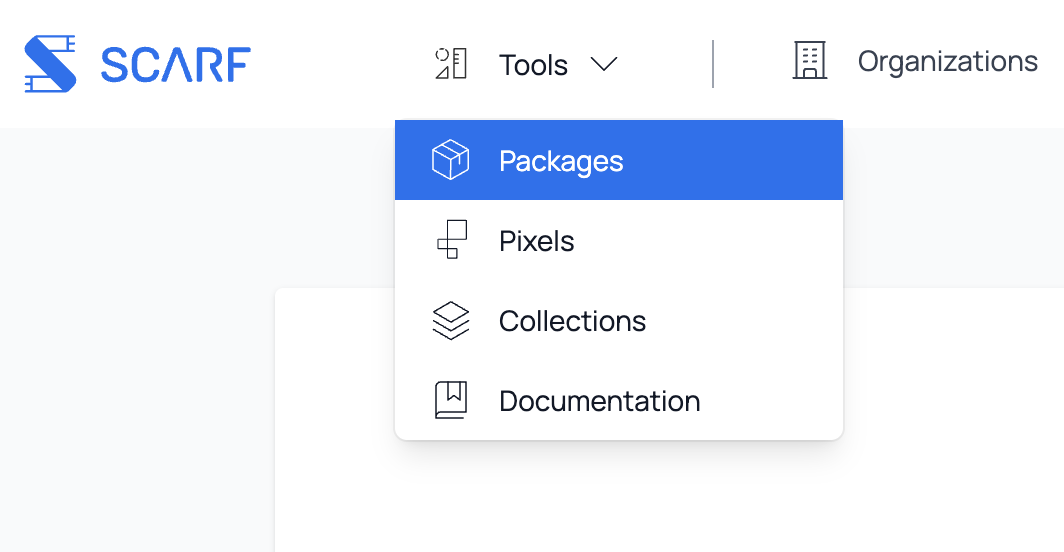 SCARF
Tools
Organizations
Packages
Pixels
Collections
Documentation